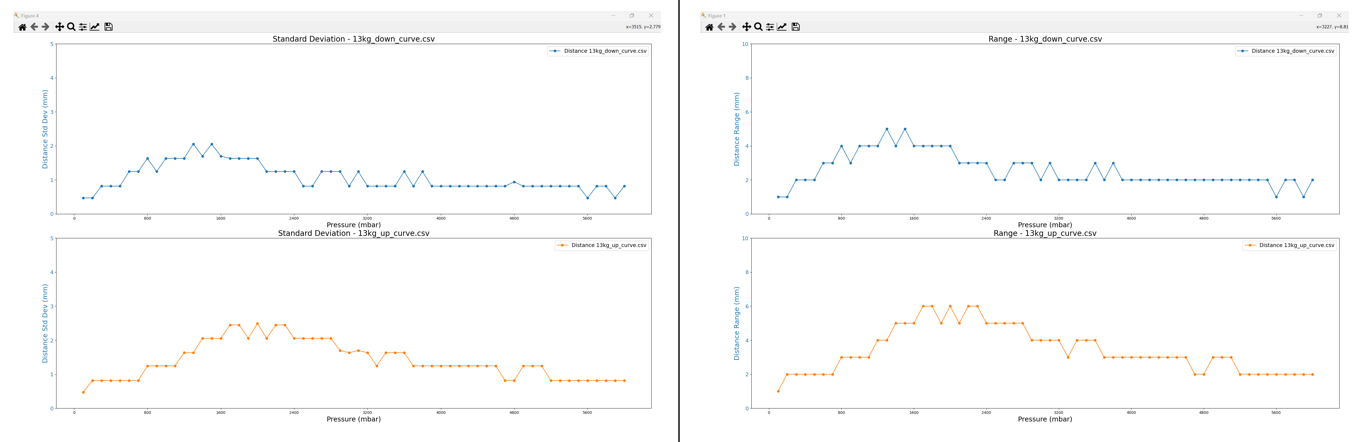 Figure 4
x=3515. y=2.779
Standard Deviation - 13kg_down_curve.csv
Distance 13kg_down_curve.csv
Distance Std Dev (mm)
5
4
3
2
1
0
0 800 1600 2400 3200 4000 4800 5600
Pressure (mbar)
Standard Deviation - 13kg_up_curve.csv
Distance 13kg_up_curve.csv
Distance Std Dev (mm)
5
4
3
2
1
0
0 800 1600 2400 3200 4000 4800 5600
Pressure (mbar)
Figure 1
x=3227. y=8.81
Range - 13kg_down_curve.csv
Distance 13kg_down_curve.csv
Distance Range (mm)
10
8
6
4
2
0
0 800 1600 2400 3200 4000 4800 5600
Pressure (mbar)
Range - 13kg_up_curve.csv
Distance 13kg_up_curve.csv
Distance Range (mm)
10
8
6
4
2
0
0 800 1600 2400 3200 4000 4800 5600
Pressure (mbar)